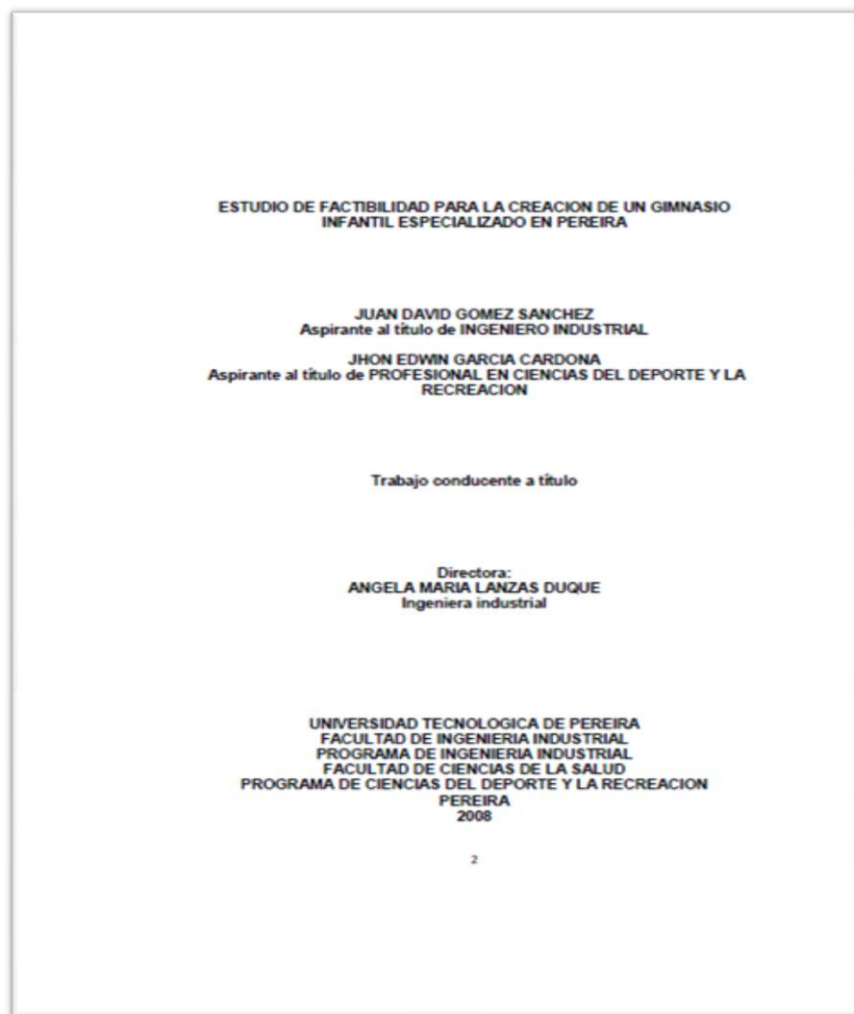 ESTUDIO DE FACTIBILIDAD PARA LA CREACION DE UN GIMNASIO
INFANTIL ESPECIALIZADO EN PEREIRA
JUAN DAVID GOMEZ SANCHEZ
Aspirante al título de INGENIERO INDUSTRIAL
JHON EDWIN GARCIA CARDONA
Aspirante al título de PROFESIONAL EN CIENCIAS DEL DEPORTE Y LA
RECREACION
Trabajo conducente a título
Directora:
ANGELA MARIA LANZAS DUQUE
Ingeniera industrial
UNIVERSIDAD TECNOLOGICA DE PEREIRA
FACULTAD DE INGENIERIA INDUSTRIAL
PROGRAMA DE INGENIERIA INDUSTRIAL
FACULTAD DE CIENCIAS DE LA SALUD
PROGRAMA DE CIENCIAS DEL DEPORTE Y LA RECREACION
PEREIRA
2008
2